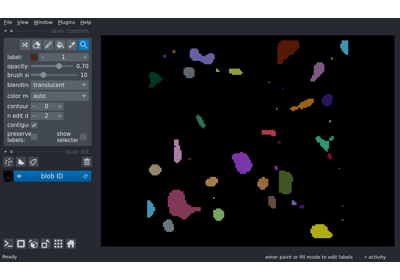 File View Window Plugins Help
layer controls
label: 1
opacity: 0.70
brush si 10
blending translucent
color m auto
contour 0
n edit d 2
contigu
preserve labels: show selected
layer list
blob ID
Ready
enter paint or fill mode to edit labels
activity